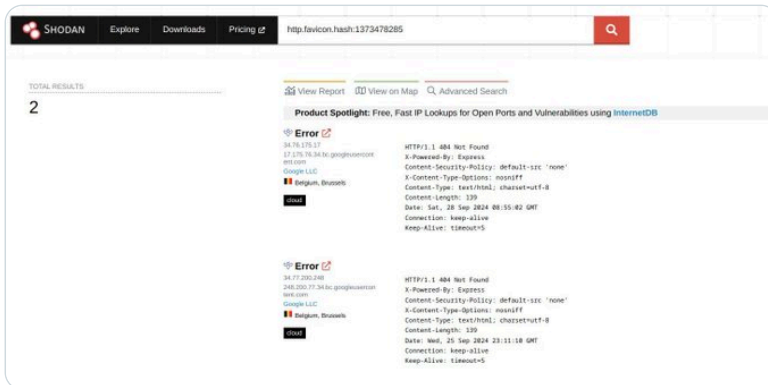 SHODAN Explore Downloads Pricing http.favicon.hash:1373478285
TOTAL RESULTS
2
View Report View on Map Advanced Search
Product Spotlight: Free, Fast IP Lookups for Open Ports and Vulnerabilities using InternetDB
Error
34.76.175.17
17.175.76.34.bc.googleusercont
ent.com
Google LLC
Belgium, Brussels
cloud
HTTP/1.1 404 Not Found
X-Powered-By: Express
Content-Security-Policy: default-src 'none'
X-Content-Type-Options: nosniff
Content-Type: text/html; charset=utf-8
Content-Length: 139
Date: Sat, 28 Sep 2024 08:55:02 GMT
Connection: keep-alive
Keep-Alive: timeout=5
Error
34.77.200.248
248.200.77.34.bc.googleusercon
tent.com
Google LLC
Belgium, Brussels
cloud
HTTP/1.1 404 Not Found
X-Powered-By: Express
Content-Security-Policy: default-src 'none'
X-Content-Type-Options: nosniff
Content-Type: text/html; charset=utf-8
Content-Length: 139
Date: Wed, 25 Sep 2024 23:11:10 GMT
Connection: keep-alive
Keep-Alive: timeout=5